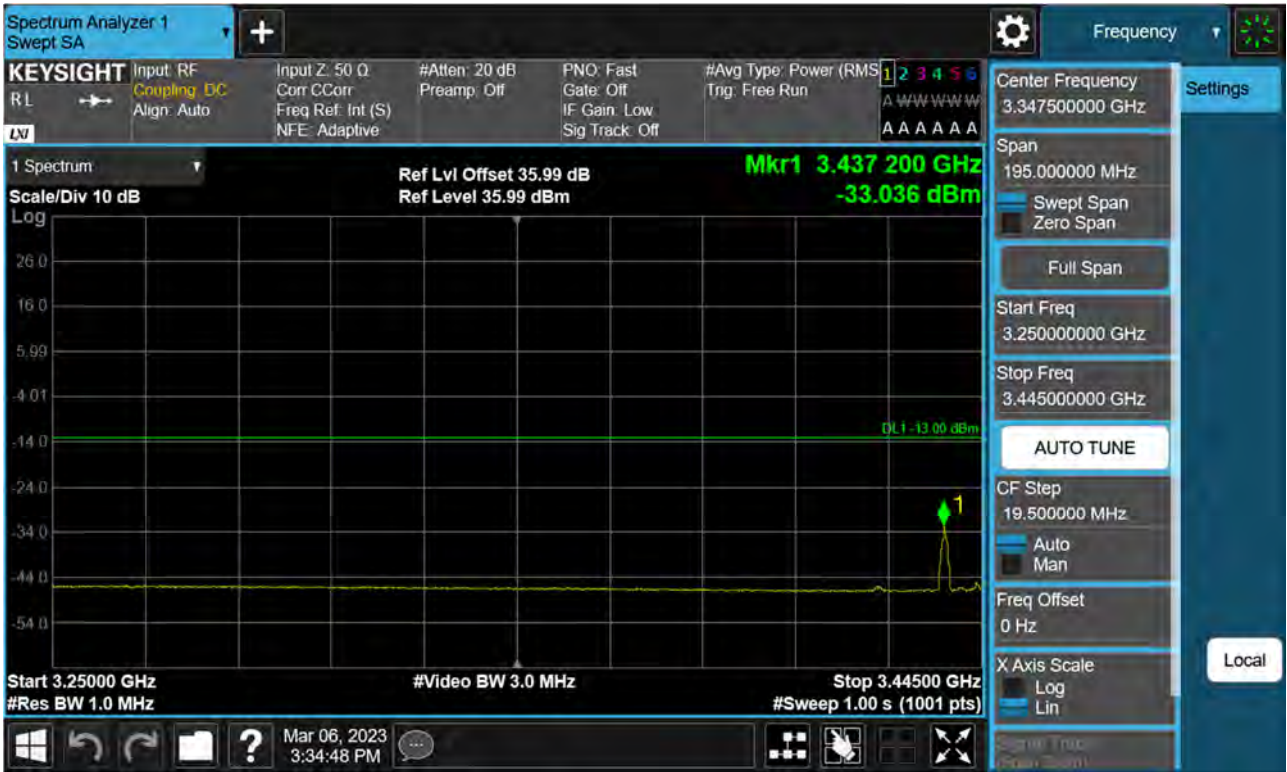 Spectrum Analyzer 1
Swept SA
+
Frequency
KEYSIGHT
RL
LXI
Input: RF
Coupling: DC
Align: Auto
Input Z: 50 Ω
Corr CCorr
Freq Ref: Int (S)
NFE: Adaptive
#Atten: 20 dB
Preamp: Off
PNO: Fast
Gate: Off
IF Gain: Low
Sig Track: Off
#Avg Type: Power (RMS
Trig: Free Run
1 2 3 4 5 6
A W W W W W
A A A A A A
1 Spectrum
Scale/Div 10 dB
Log
Ref Lvl Offset 35.99 dB
Ref Level 35.99 dBm
Mkr1 3.437 200 GHz
-33.036 dBm
26.0
16.0
5.99
-4.01
-14.0
-24.0
-34.0
-44.0
-54.0
DL1 -13.00 dBm
1
Start 3.25000 GHz
#Res BW 1.0 MHz
#Video BW 3.0 MHz
Stop 3.44500 GHz
#Sweep 1.00 s (1001 pts)
Center Frequency
3.347500000 GHz
Span
195.000000 MHz
Swept Span
Zero Span
Full Span
Start Freq
3.250000000 GHz
Stop Freq
3.445000000 GHz
AUTO TUNE
CF Step
19.500000 MHz
Auto
Man
Freq Offset
0 Hz
X Axis Scale
Log
Lin
Settings
Local
?
Mar 06, 2023
3:34:48 PM